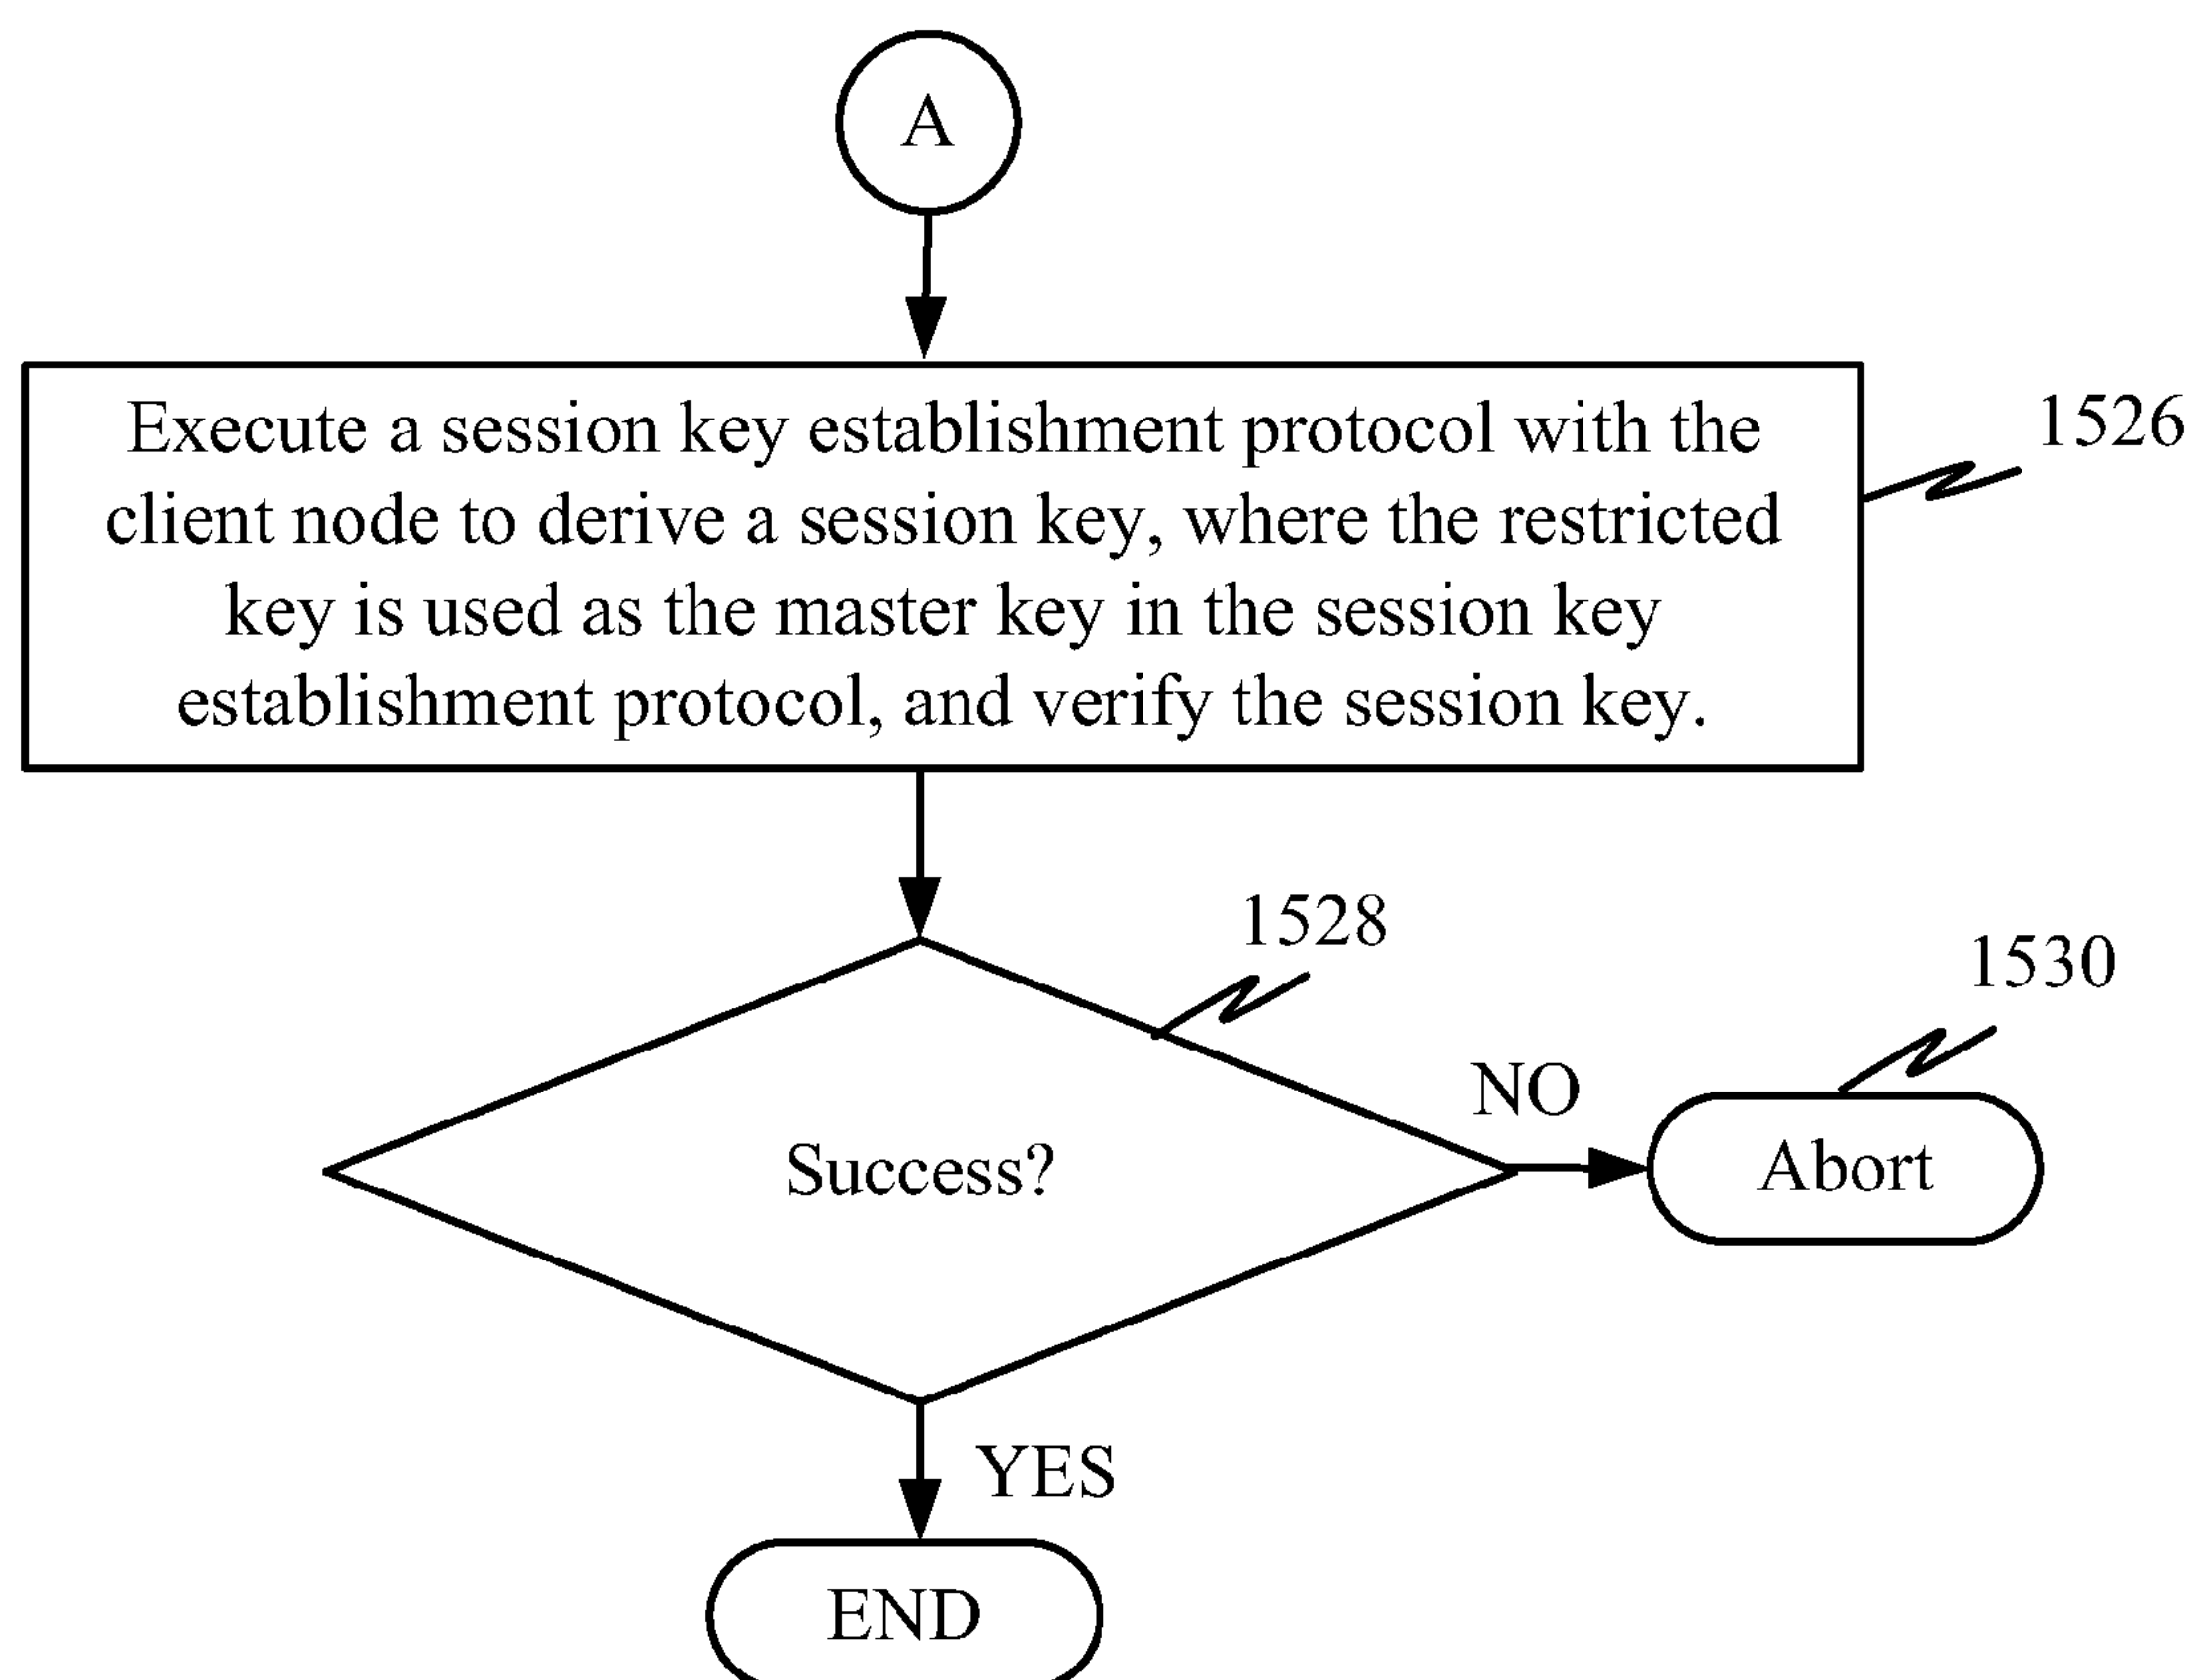 A
Execute a session key establishment protocol with the
client node to derive a session key, where the restricted
key is used as the master key in the session key
establishment protocol, and verify the session key.
1526
1528
1530
Success?
NO
Abort
YES
END